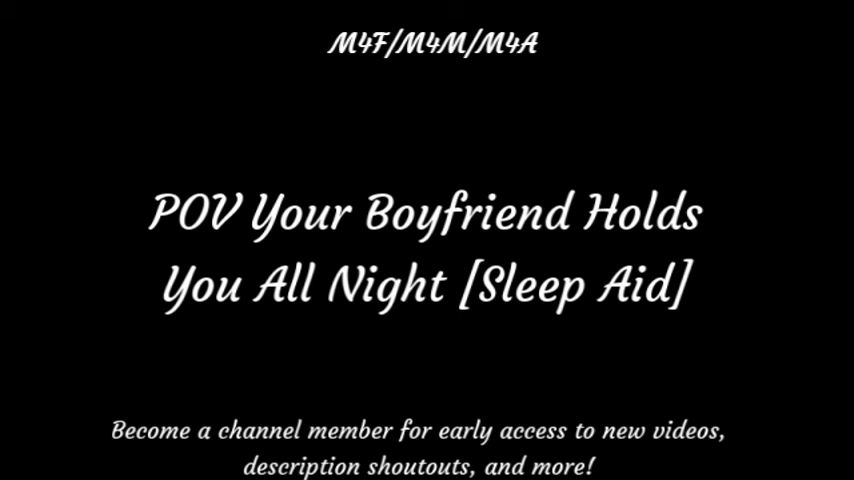 M4F/M4M/M4A
POV Your Boyfriend Holds
You All Night [Sleep Aid]
Become a channel member for early access to new videos,
description shoutouts, and more!